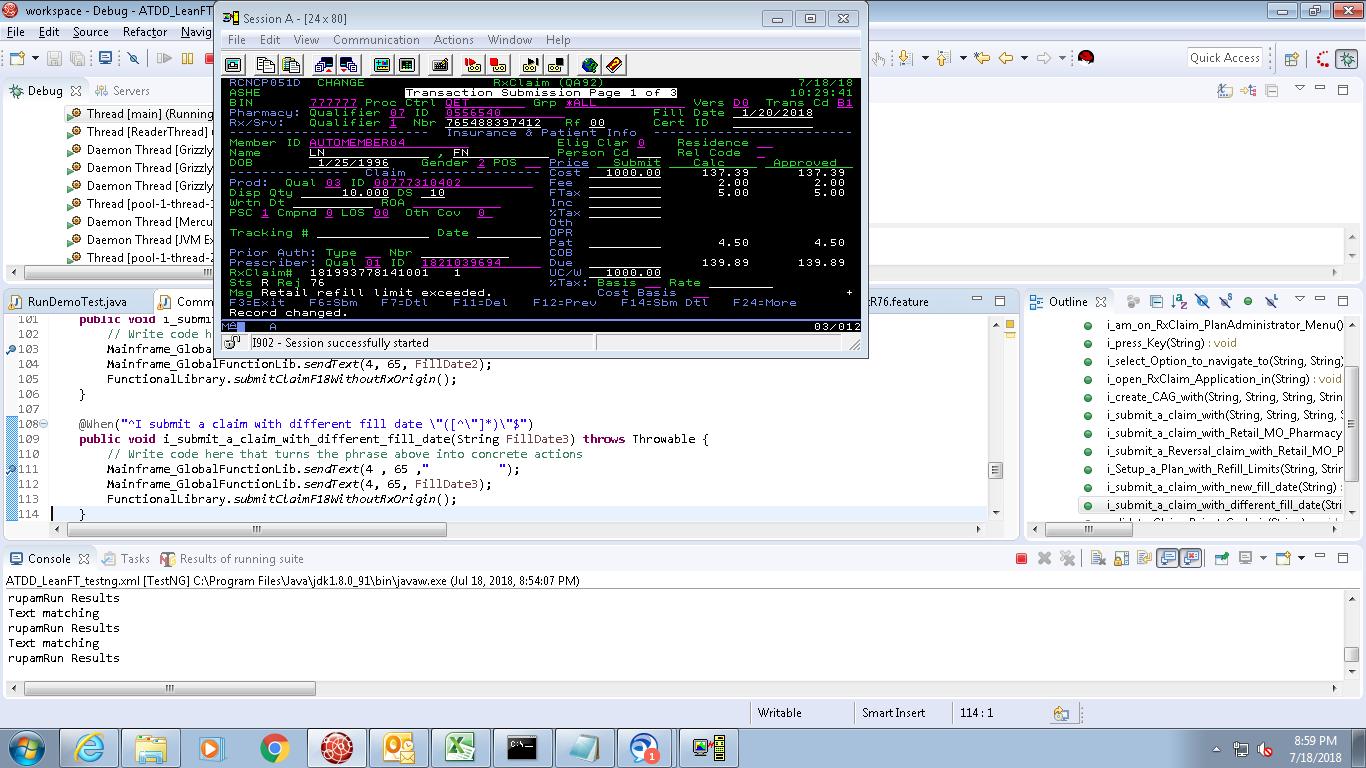 workspace - Debug - ATDD_LeanFT
File Edit Source Refactor Navig
Quick Access
Debug Servers
Thread [main] (Running
Thread [ReaderThread]
Daemon Thread [Grizzly
Daemon Thread [Grizzly
Daemon Thread [Grizzly
Thread [pool-1-thread-1
Daemon Thread [Mercu
Daemon Thread [JVM Ex
Thread [pool-1-thread-2
Session A - [24 x 80]
File Edit View Communication Actions Window Help
RCNCP051D CHANGE RxClaim (QA92) 7/18/18
ASHE Transaction Submission Page 1 of 3 10:29:41
BIN 777777 Proc Ctrl QET Grp *ALL Vers D0 Trans Cd B1
Pharmacy: Qualifier 07 ID 0556540 Fill Date 1/20/2018
Rx/Srv: Qualifier 1 Nbr 765488397412 Rf 00 Cert ID
Insurance & Patient Info
Member ID AUTOMEMBER04 Elig Clar 0 Residence
Name LN , FN Person Cd Rel Code
DOB 1/25/1996 Gender 2 POS Price Submit Calc Approved
Claim Cost 1000.00 137.39 137.39
Prod: Qual 03 ID 00777310402 Fee 2.00 2.00
Disp Qty 10.000 DS 10 FTax 5.00 5.00
Wrtn Dt ROA Inc
PSC 1 Cmpnd 0 LOS 00 Oth Cov 0 %Tax
Oth
Tracking # Date OPR
Pat 4.50 4.50
Prior Auth: Type Nbr COB
Prescriber: Qual 01 ID 1821039694 Due 139.89 139.89
RxClaim# 181993778141001 1 UC/W 1000.00
Sts R Rej 76 %Tax: Basis Rate
Msg Retail refill limit exceeded. Cost Basis +
F3=Exit F6=Sbm F7=Dtl F11=Del F12=Prev F14=Sbm Dt F24=More
Record changed.
MA A 03/012
I902 - Session successfully started
RunDemoTest.java Comm R76.feature
101 public void i_subm
102 // Write code h
103 Mainframe_Globa
104 Mainframe_GlobalFunctionLib.sendText(4, 65, FillDate2);
105 FunctionalLibrary.submitClaimF18WithoutRxOrigin();
106 }
107
108 @When("^I submit a claim with different fill date \"([^\"]*)\"$")
109 public void i_submit_a_claim_with_different_fill_date(String FillDate3) throws Throwable {
110 // Write code here that turns the phrase above into concrete actions
111 Mainframe_GlobalFunctionLib.sendText(4 , 65 ," ");
112 Mainframe_GlobalFunctionLib.sendText(4, 65, FillDate3);
113 FunctionalLibrary.submitClaimF18WithoutRxOrigin();
114 }
Outline
i_am_on_RxClaim_PlanAdministrator_Menu()
i_press_Key(String) : void
i_select_Option_to_navigate_to(String, String)
i_open_RxClaim_Application_in(String) : void
i_create_CAG_with(String, String, String, Strin
i_submit_a_claim_with(String, String, String, S
i_submit_a_claim_with_Retail_MO_Pharmacy
i_submit_a_Reversal_claim_with_Retail_MO_P
i_Setup_a_Plan_with_Refill_Limits(String, Strin
i_submit_a_claim_with_new_fill_date(String) :
i_submit_a_claim_with_different_fill_date(Stri
Console Tasks Results of running suite
ATDD_LeanFT_testng.xml [TestNG] C:\Program Files\Java\jdk1.8.0_91\bin\javaw.exe (Jul 18, 2018, 8:54:07 PM)
rupamRun Results
Text matching
rupamRun Results
Text matching
rupamRun Results
Writable Smart Insert 114 : 1
8:59 PM
7/18/2018